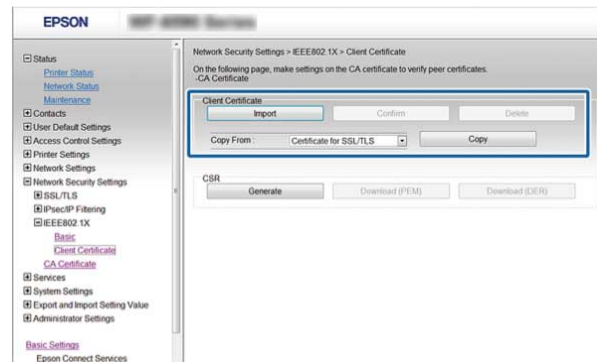 EPSON
Status
Printer Status
Network Status
Maintenance
Contacts
User Default Settings
Access Control Settings
Printer Settings
Network Settings
Network Security Settings
SSL/TLS
IPsec/IP Filtering
IEEE802.1X
Basic
Client Certificate
CA Certificate
Services
System Settings
Export and Import Setting Value
Administrator Settings
Basic Settings
Epson Connect Services
Network Security Settings > IEEE802.1X > Client Certificate
On the following page, make settings on the CA certificate to verify peer certificates.
-CA Certificate
Client Certificate
Import Confirm Delete
Copy From : Certificate for SSL/TLS Copy
CSR
Generate Download (PEM) Download (DER)